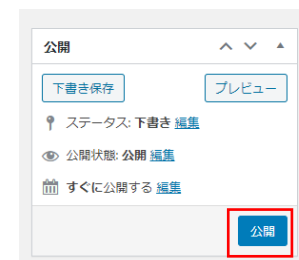 公開
下書き保存 プレビュー
ステータス: 下書き 編集
公開状態: 公開 編集
すぐに公開する 編集
公開